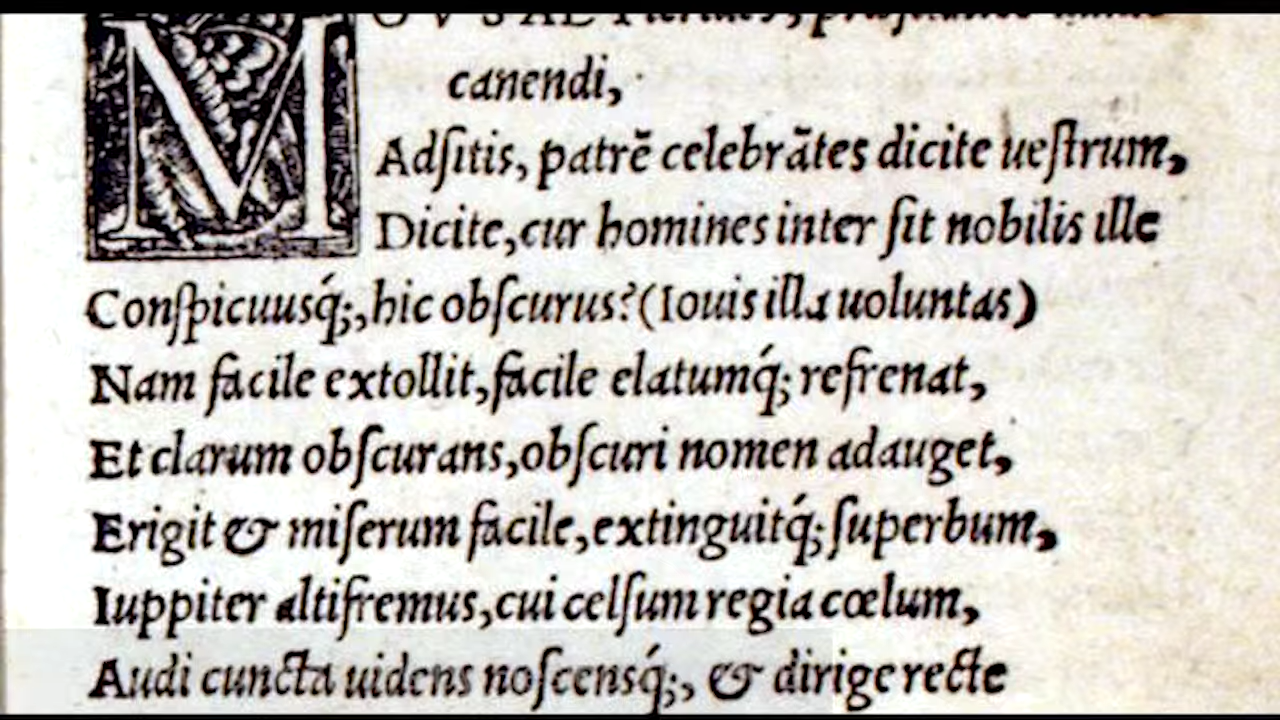 canendi,
Adſitis, patrē celebrātes dicite ueſtrum,
Dicite, cur homines inter ſit nobilis ille
Conſpicuusq́;, hic obſcurus? (Iouis illa uoluntas)
Nam facile extollit, facile elatumq́; refrenat,
Et clarum obſcurans, obſcuri nomen adauget,
Erigit & miſerum facile, extinguitq́; ſuperbum,
Iuppiter altifremus, cui celſum regia cœlum,
Audi cuncta uidens noſcensq́;, & dirige recte